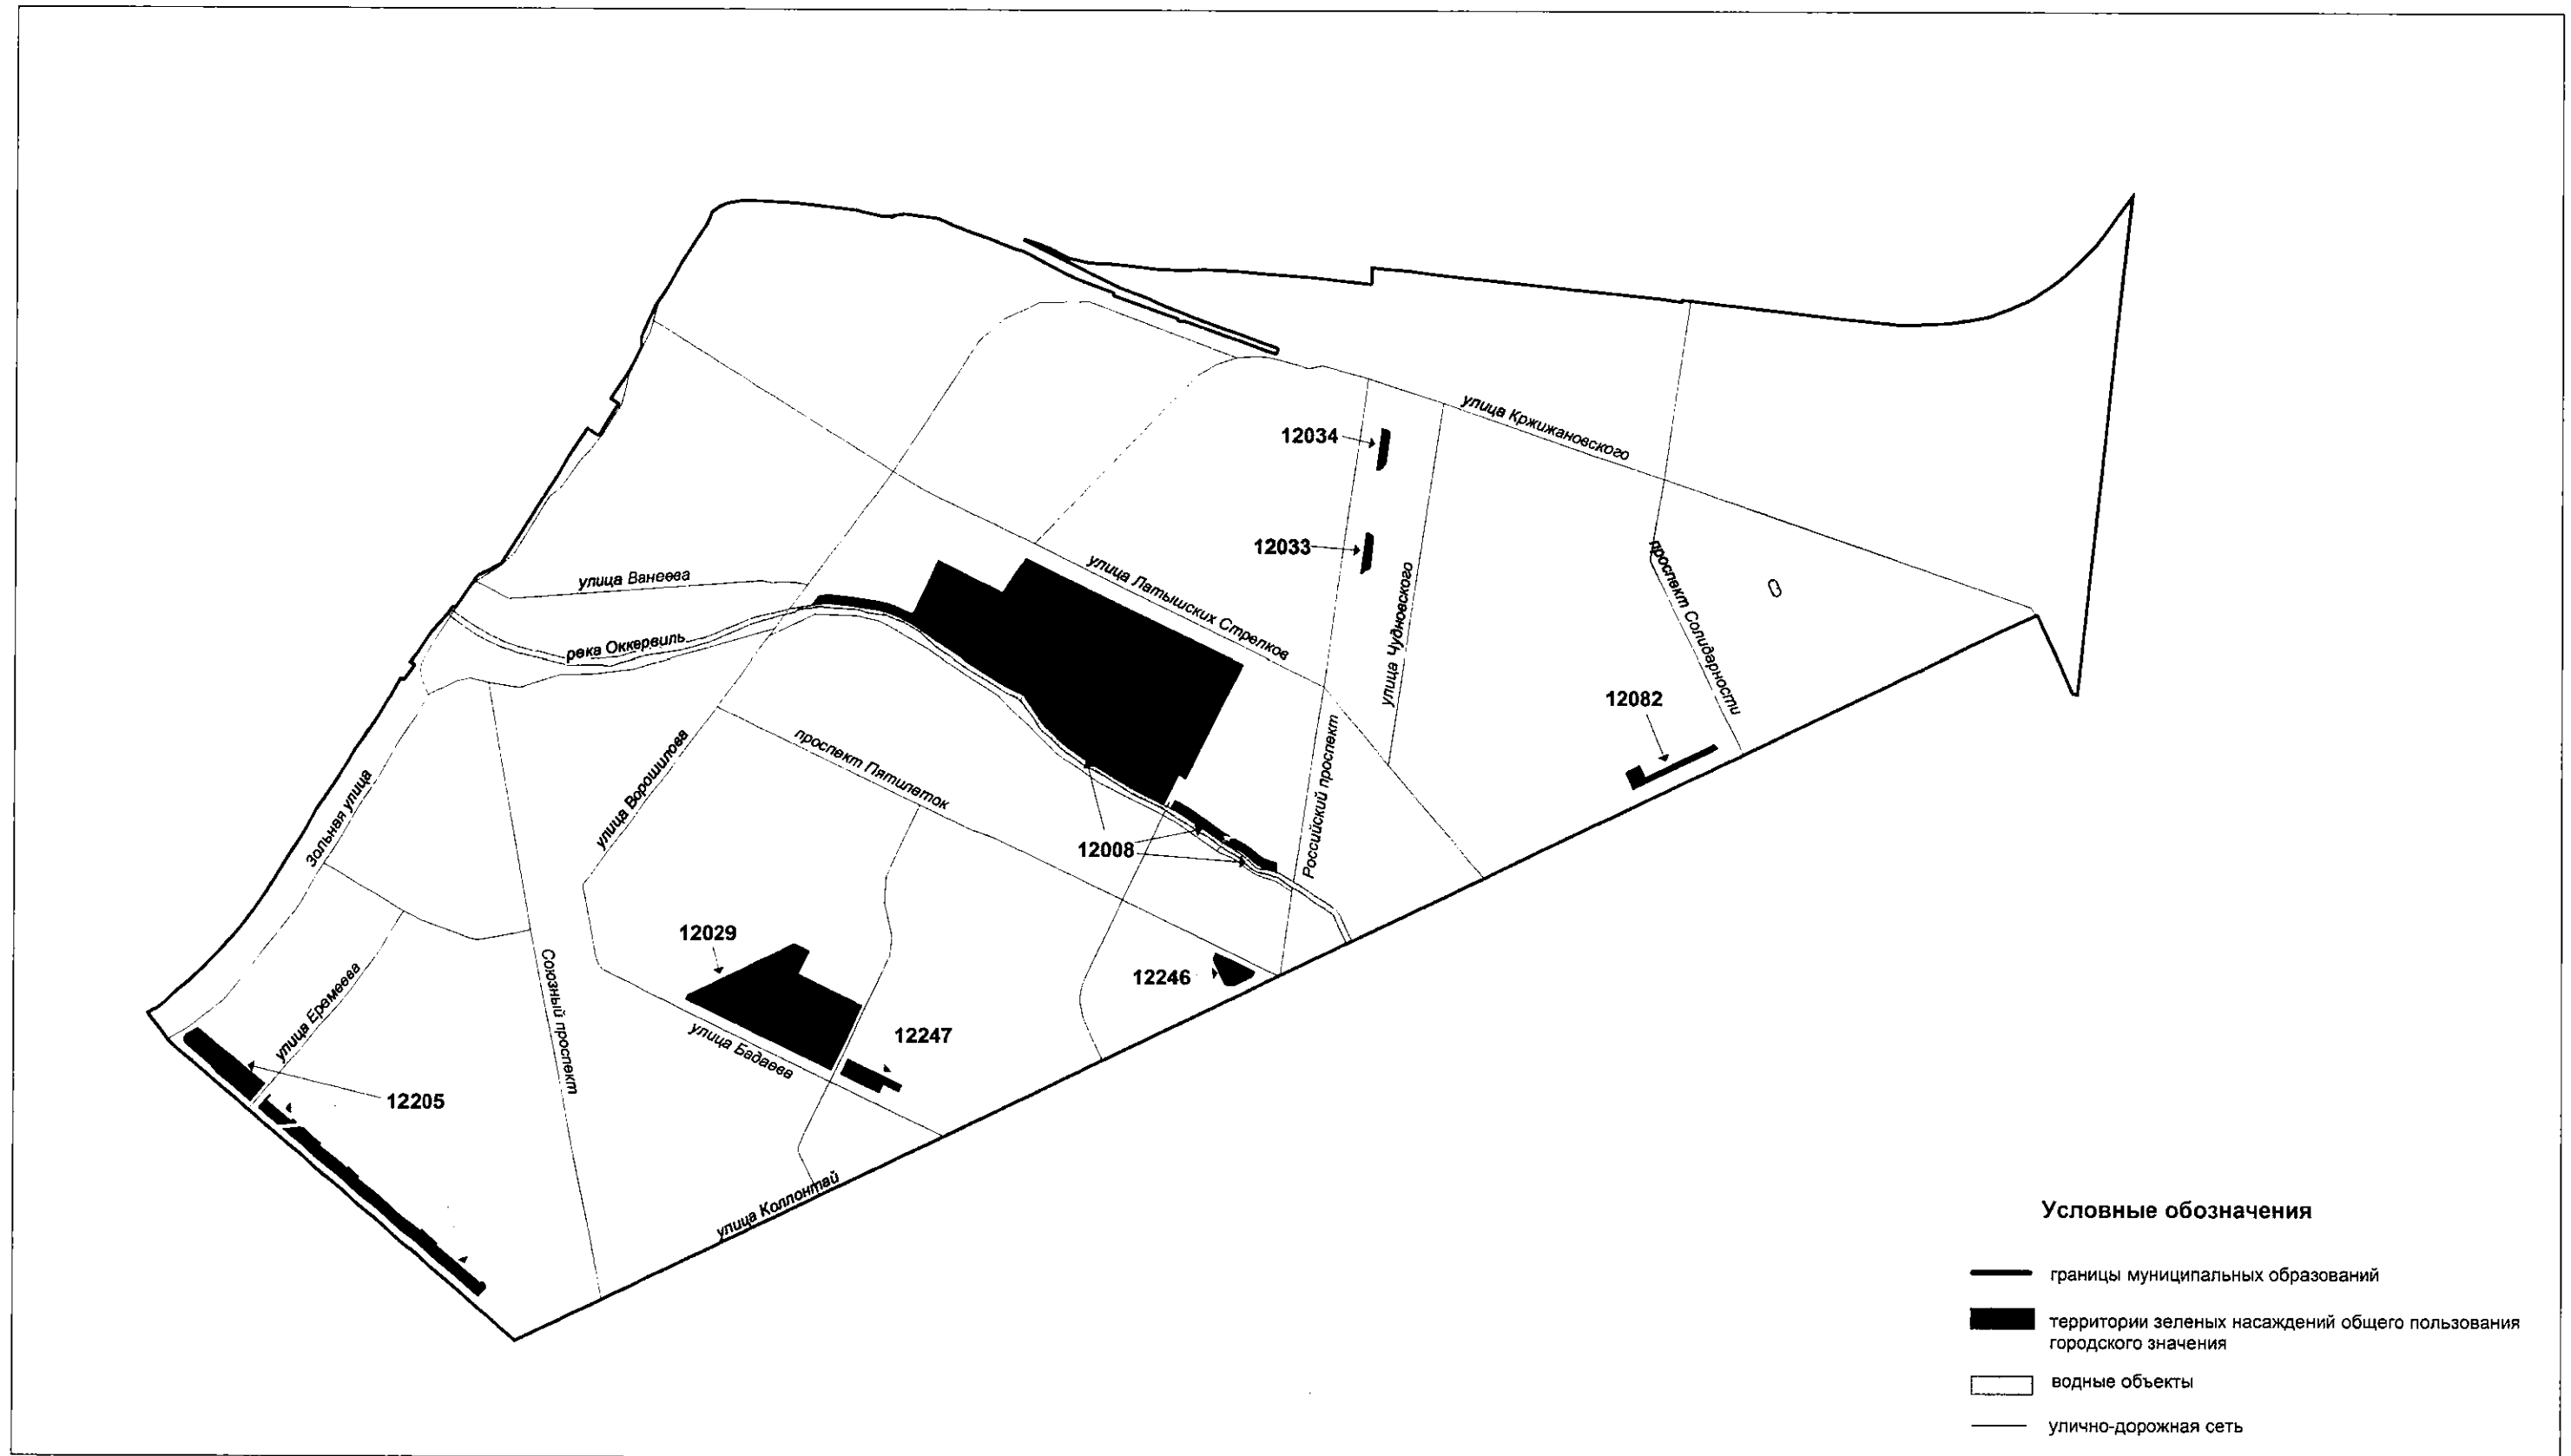 улица Кржижановского
12034
12033
улица Ванеева
улица Латышских Стрелков
улица Чудновского
проспект Солидарности
река Оккервиль
12082
улица Ворошилова
проспект Пятилеток
Российский проспект
Зольная улица
12008
12029
12246
Союзный проспект
улица Еремеева
12247
улица Бадаева
12205
улица Коллонтай
Условные обозначения
границы муниципальных образований
территории зеленых насаждений общего пользования
городского значения
водные объекты
улично-дорожная сеть